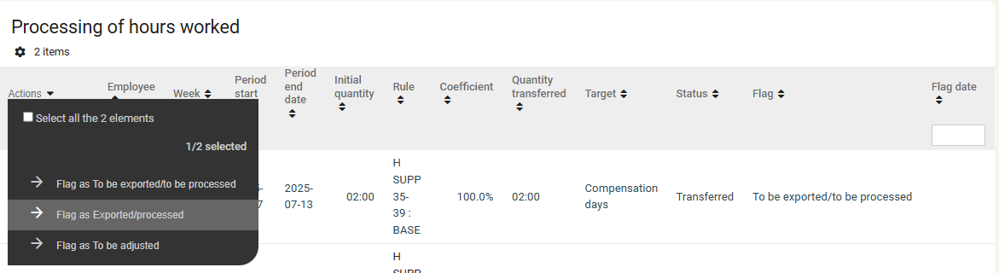 Processing of hours worked
2 items
Actions
Employee
Week
Period
start
Period
end
date
Initial
quantity
Rule
Coefficient
Quantity
transferred
Target
Status
Flag
Flag date
Select all the 2 elements
1/2 selected
Flag as To be exported/to be processed
Flag as Exported/processed
Flag as To be adjusted
2025-
07-13
02:00
H
SUPP
35-
39 :
BASE
100.0%
02:00
Compensation
days
Transferred
To be exported/to be processed
H
SUPP